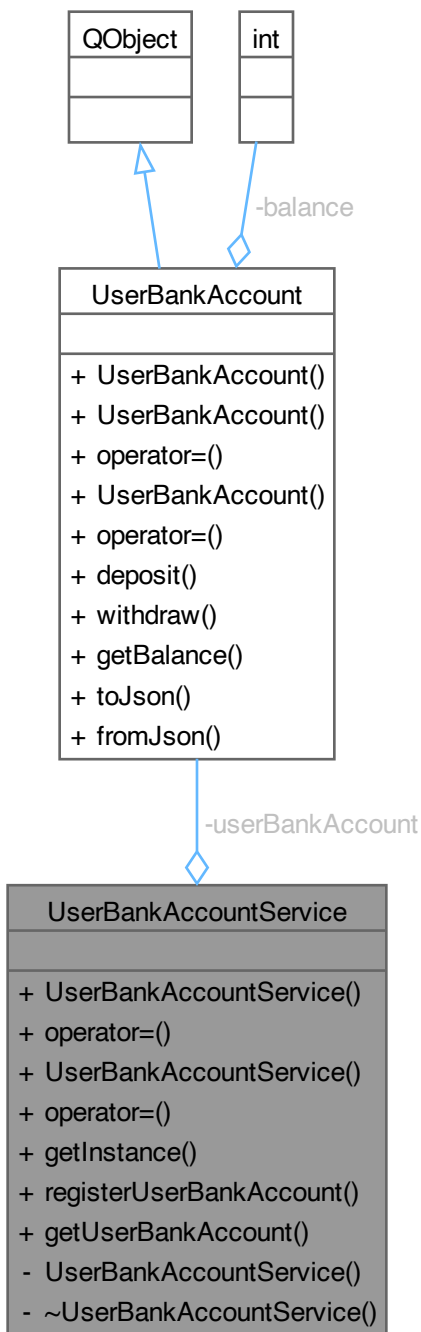 QObject
int
-balance
UserBankAccount
+ UserBankAccount()
+ UserBankAccount()
+ operator=()
+ UserBankAccount()
+ operator=()
+ deposit()
+ withdraw()
+ getBalance()
+ toJson()
+ fromJson()
-userBankAccount
UserBankAccountService
+ UserBankAccountService()
+ operator=()
+ UserBankAccountService()
+ operator=()
+ getInstance()
+ registerUserBankAccount()
+ getUserBankAccount()
- UserBankAccountService()
- ~UserBankAccountService()